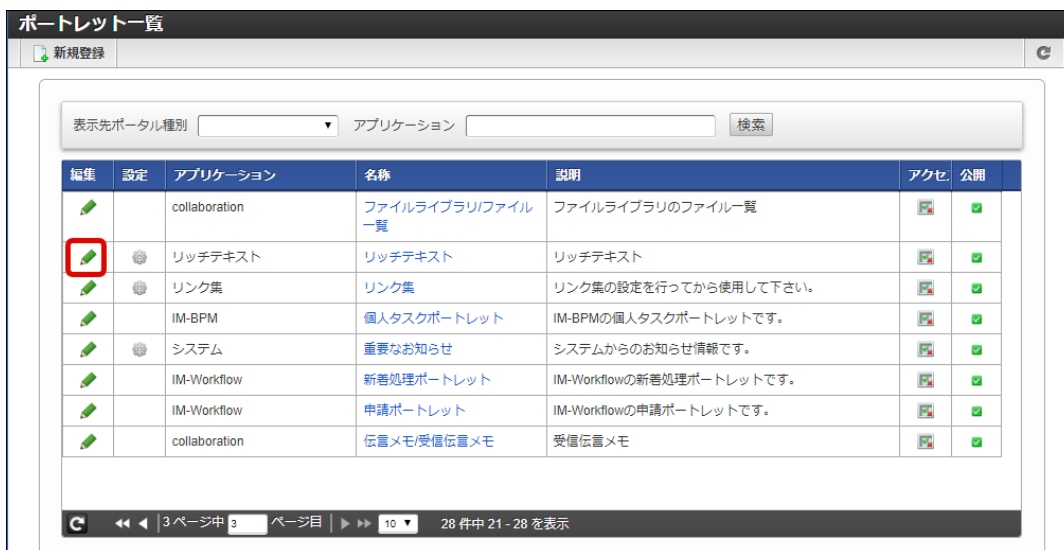 ポートレット一覧
新規登録
表示先ポータル種別 アプリケーション 検索
編集 設定 アプリケーション 名称 説明 アクセ. 公開
collaboration ファイルライブラリ/ファイル ファイルライブラリのファイル一覧
一覧
リッチテキスト リッチテキスト リッチテキスト
リンク集 リンク集 リンク集の設定を行ってから使用して下さい。
IM-BPM 個人タスクポートレット IM-BPMの個人タスクポートレットです。
システム 重要なお知らせ システムからのお知らせ情報です。
IM-Workflow 新着処理ポートレット IM-Workflowの新着処理ポートレットです。
IM-Workflow 申請ポートレット IM-Workflowの申請ポートレットです。
collaboration 伝言メモ/受信伝言メモ 受信伝言メモ
3 ページ中 3 ページ目 10 28 件中 21 - 28 を表示